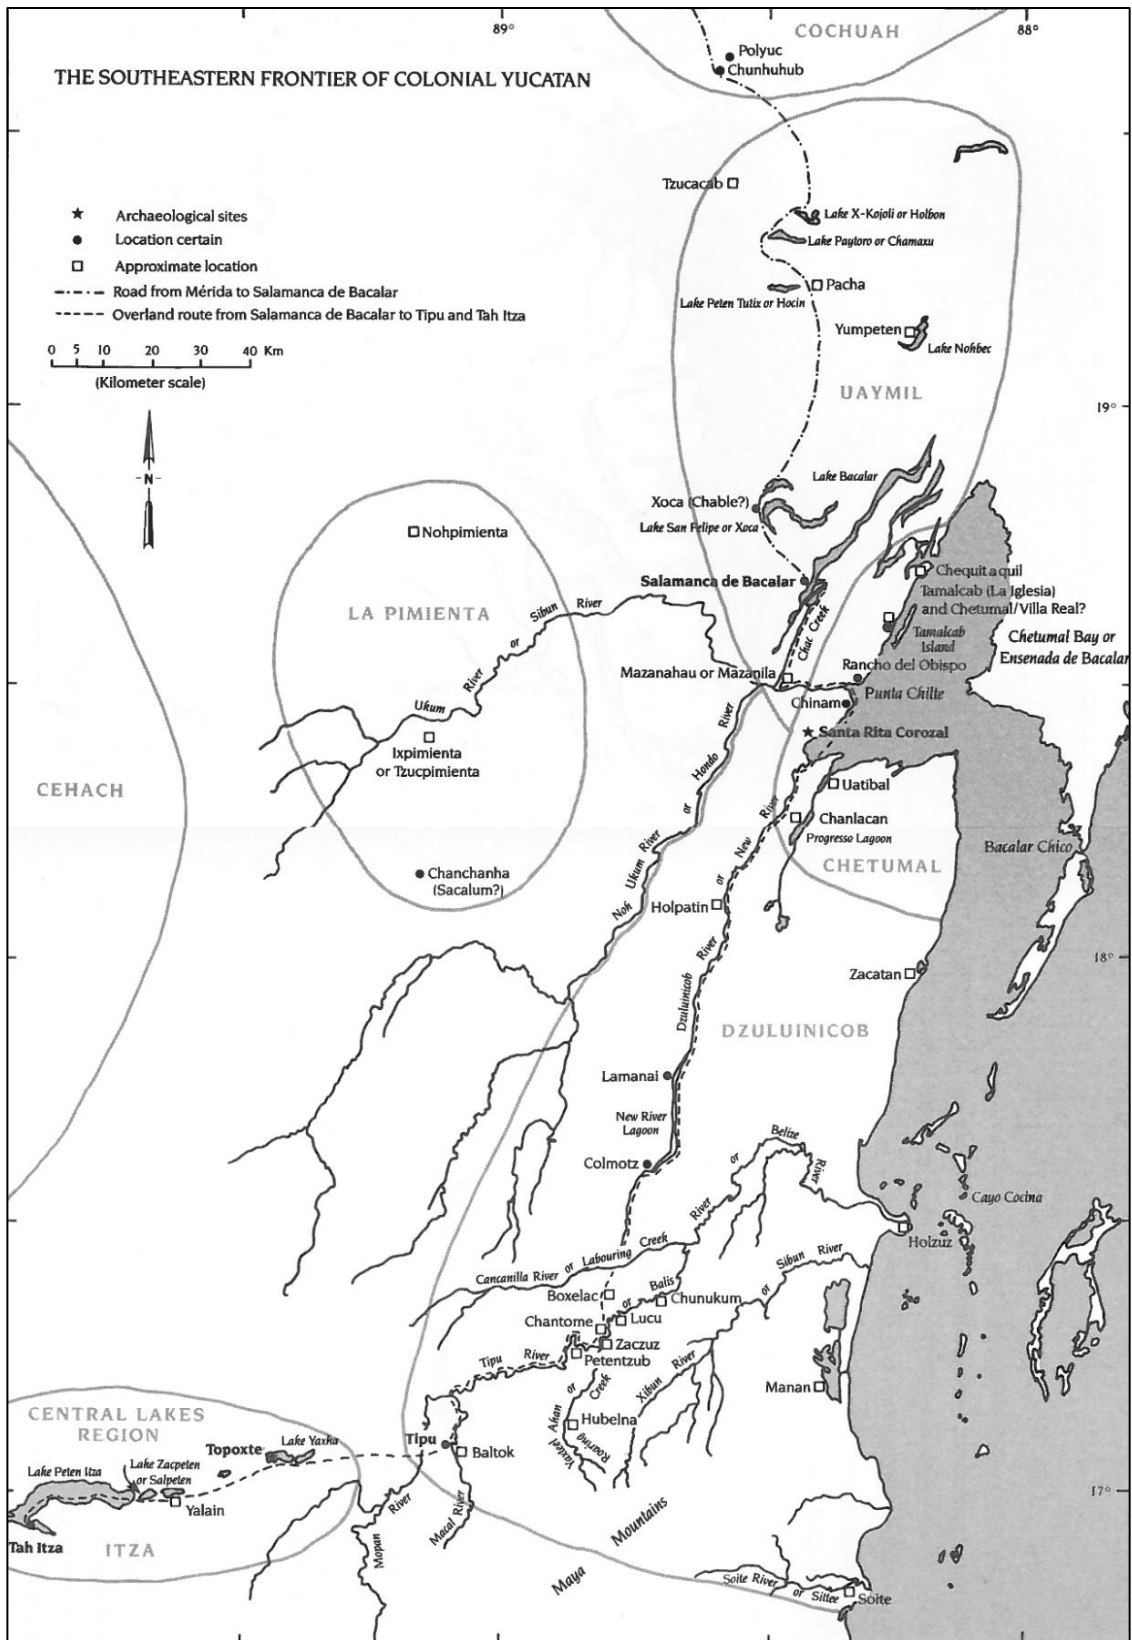 89°
88°
COCHUAH
Polyuc
Chunhuhub
THE SOUTHEASTERN FRONTIER OF COLONIAL YUCATAN
Tzucacab
Archaeological sites
Location certain
Approximate location
Road from Mérida to Salamanca de Bacalar
Overland route from Salamanca de Bacalar to Tipu and Tah Itza
0 5 10 20 30 40 Km
(Kilometer scale)
-N-
Lake X-Kojoli or Holbon
Lake Paytoro or Chamaxu
Pacha
Lake Peten Tutix or Hocin
Yumpeten
Lake Nohbec
UAYMIL
19°
Lake Bacalar
Xoca (Chable?)
Lake San Felipe or Xoca
Nohpimienta
Salamanca de Bacalar
Chequitaquil
Tamalcab (La Iglesia)
and Chetumal/Villa Real?
Tamalcab
Island
Chetumal Bay or
Ensenada de Bacalar
LA PIMIENTA
Ukum River or Sibun River
Chac Creek
Mazanahau or Mazanila
Rancho del Obispo
Punta Chilte
Chinam
Santa Rita Corozal
Ixpimienta
or Tzucpimienta
CEHACH
Noh Ukum River or Hondo River
Uatibal
Chanlacan
Progresso Lagoon
CHETUMAL
Bacalar Chico
Chanchanha
(Sacalum?)
Holpatin
Dzuluinicob River or New River
18°
Zacatan
DZULUINICOB
Lamanai
New River
Lagoon
Colmotz
Cancanilla River or Labouring Creek
Balis or River or Belize River
Cayo Cocina
Holzuz
Xibun River or Sibun River
Boxelac
Chunukum
Lucu
Chantome
Zaczuz
Petentzub
Tipu River
Manan
Yaxteel Ahan or Roaring Creek
Hubelna
CENTRAL LAKES
REGION
Topoxte
Lake Yaxha
Tipu
Baltok
Lake Peten Itza
Lake Zacpeten
or Salpeten
Yalain
17°
Tah Itza
ITZA
Mopan River
Macal River
Maya Mountains
Soite River or Sittee
Soite